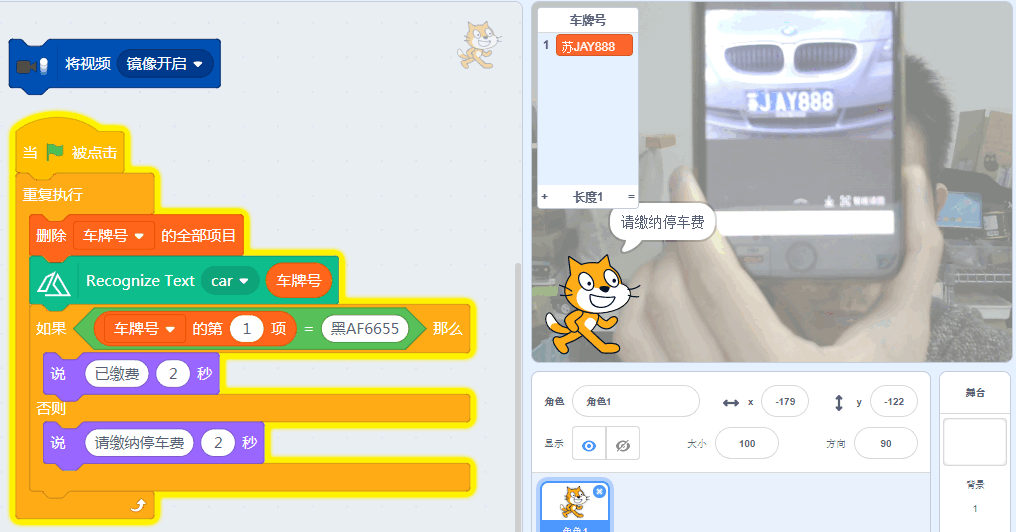 将视频 镜像开启
当 被点击
重复执行
删除 车牌号 的全部项目
Recognize Text car 车牌号
如果 车牌号 的第 1 项 = 黑AF6655 那么
说 已缴费 2 秒
否则
说 请缴纳停车费 2 秒
车牌号
1 苏JAY888
+ 长度1 =
苏JAY888
请缴纳停车费
角色 角色1 x -179 y -122
显示 大小 100 方向 90
角色1
舞台
背景
1